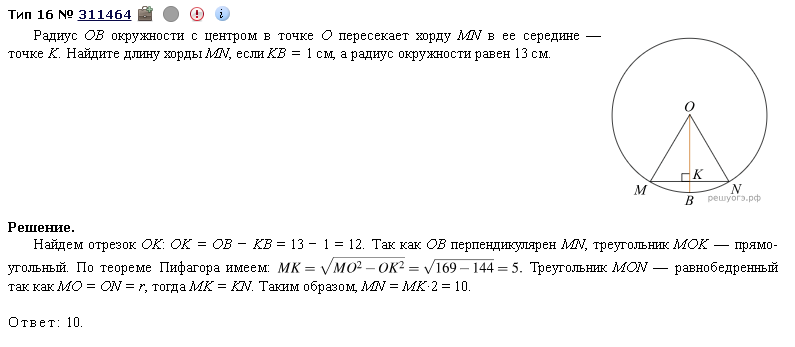 Тип 16 № 311464
Радиус OB окружности с центром в точке O пересекает хорду MN в ее середине —
точке K. Найдите длину хорды MN, если KB = 1 см, а радиус окружности равен 13 см.
O
K
M
N
B
решуогэ.рф
Решение.
Найдем отрезок OK: OK = OB − KB = 13 − 1 = 12. Так как OB перпендикулярен MN, треугольник MOK — прямо-
угольный. По теореме Пифагора имеем: MK = √(MO² − OK²) = √(169 − 144) = 5. Треугольник MON — равнобедренный
так как MO = ON = r, тогда MK = KN. Таким образом, MN = MK·2 = 10.
Ответ: 10.